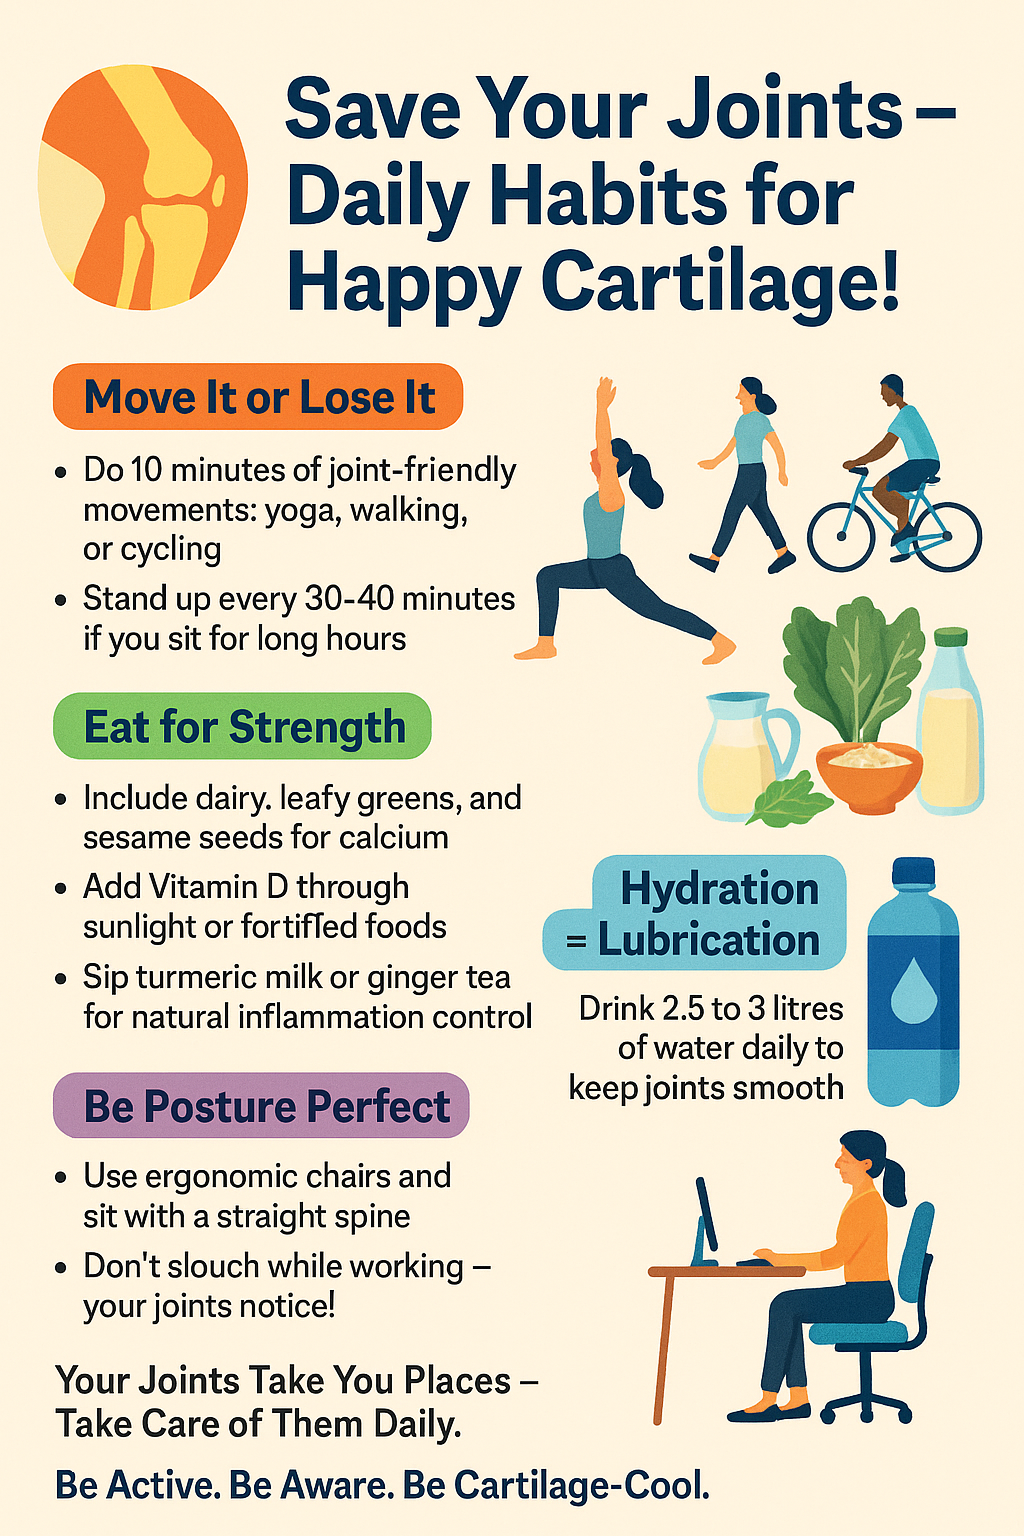 Save Your Joints –
Daily Habits for
Happy Cartilage!
Move It or Lose It
• Do 10 minutes of joint-friendly
movements: yoga, walking,
or cycling
• Stand up every 30-40 minutes
if you sit for long hours
Eat for Strength
• Include dairy. leafy greens, and
sesame seeds for calcium
• Add Vitamin D through
sunlight or fortified foods
• Sip turmeric milk or ginger tea
for natural inflammation control
Hydration
= Lubrication
Drink 2.5 to 3 litres
of water daily to
keep joints smooth
Be Posture Perfect
• Use ergonomic chairs and
sit with a straight spine
• Don't slouch while working –
your joints notice!
Your Joints Take You Places –
Take Care of Them Daily.
Be Active. Be Aware. Be Cartilage-Cool.